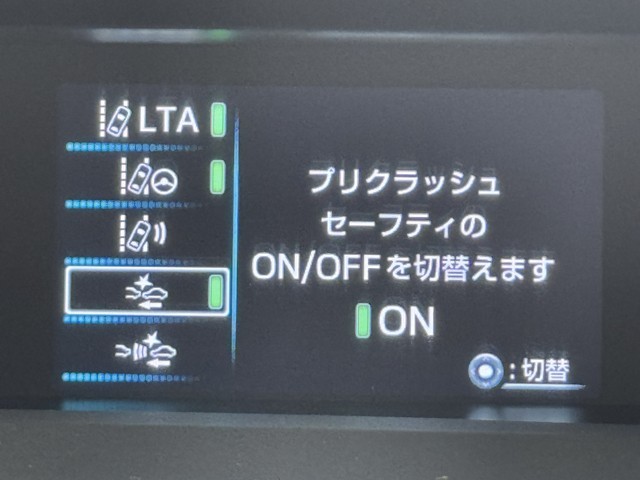 LTA
プリクラッシュ
セーフティの
ON/OFFを切替えます
ON
:切替